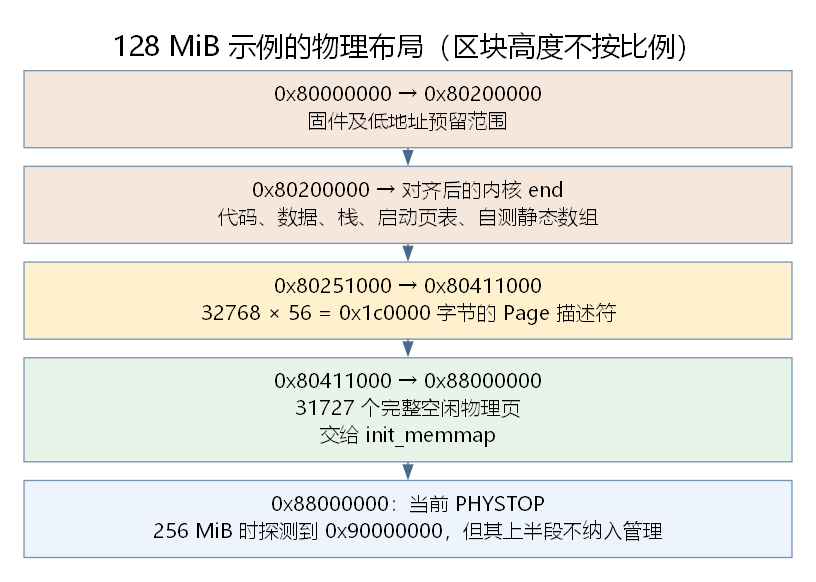 128 MiB 示例的物理布局（区块高度不按比例）
0x80000000 → 0x80200000
固件及低地址预留范围
0x80200000 → 对齐后的内核 end
代码、数据、栈、启动页表、自测静态数组
0x80251000 → 0x80411000
32768 × 56 = 0x1c0000 字节的 Page 描述符
0x80411000 → 0x88000000
31727 个完整空闲物理页
交给 init_memmap
0x88000000：当前 PHYSTOP
256 MiB 时探测到 0x90000000，但其上半段不纳入管理